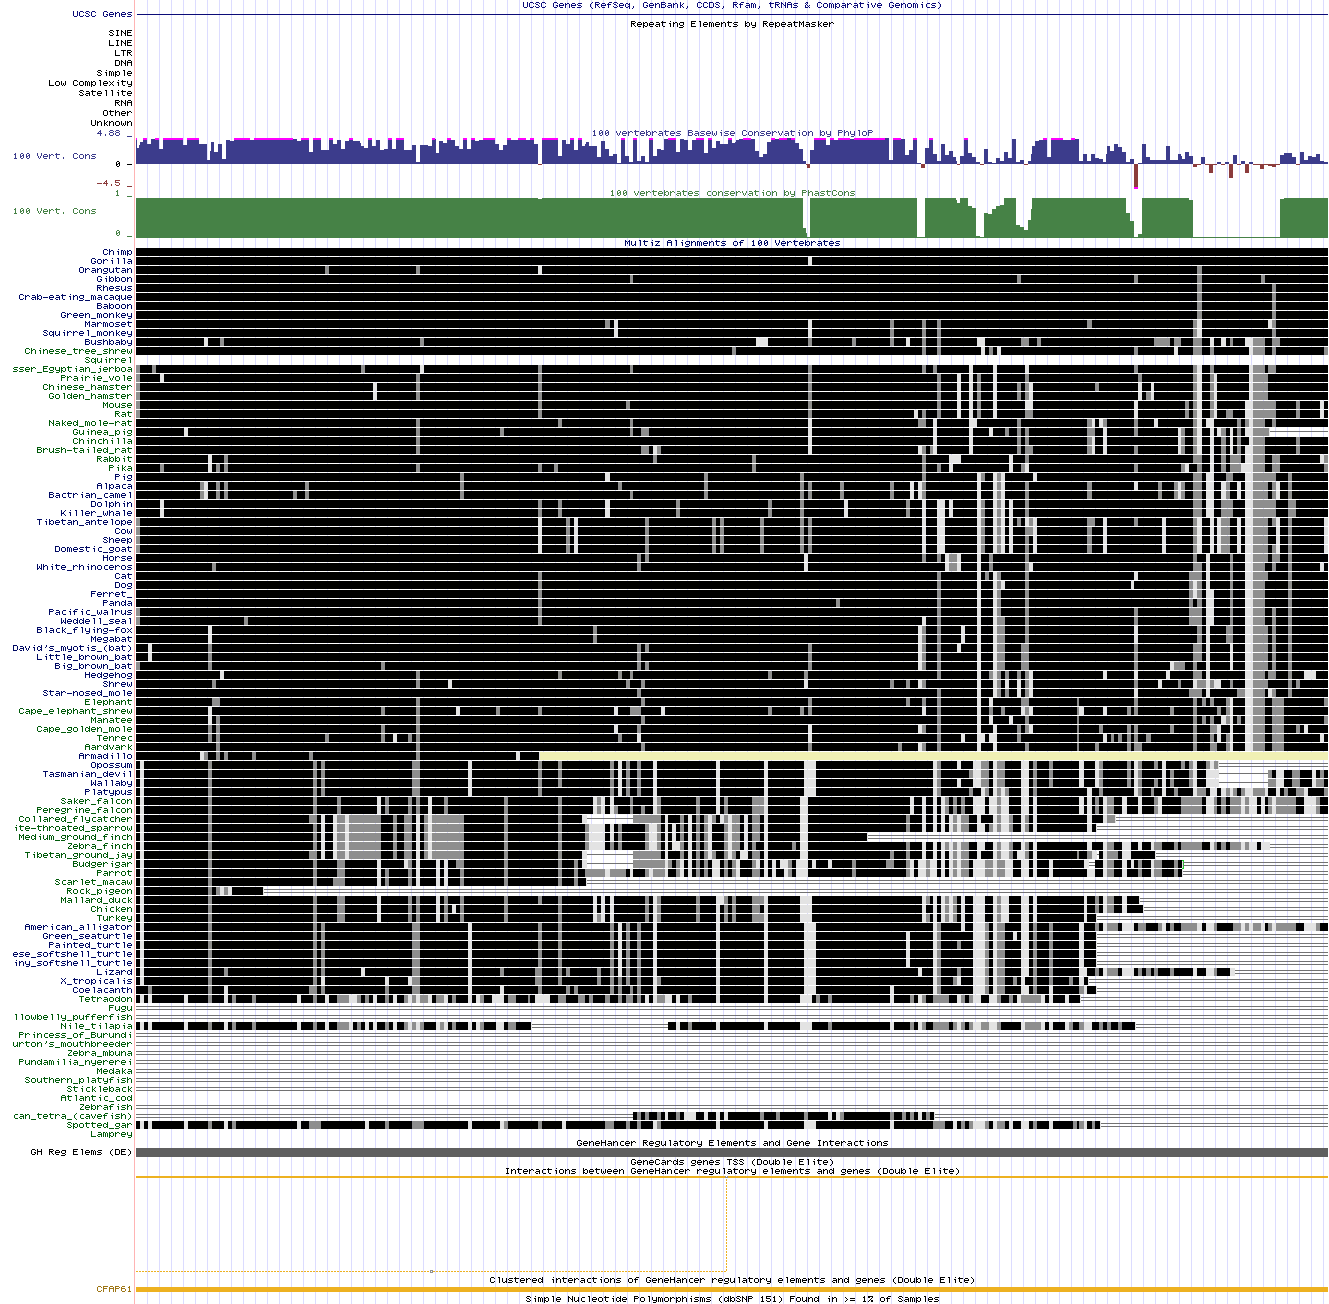 UCSC Genes (RefSeq, GenBank, CCDS, Rfam, tRNAs & Comparative Genomics)
UCSC Genes
Repeating Elements by RepeatMasker
SINE
LINE
LTR
DNA
Simple
Low Complexity
Satellite
RNA
Other
Unknown
4.88 _
100 vertebrates Basewise Conservation by PhyloP
100 Vert. Cons
0 _
-4.5 _
1 _
100 vertebrates conservation by PhastCons
100 Vert. Cons
0 _
Multiz Alignments of 100 Vertebrates
Chimp
Gorilla
Orangutan
Gibbon
Rhesus
Crab-eating_macaque
Baboon
Green_monkey
Marmoset
Squirrel_monkey
Bushbaby
Chinese_tree_shrew
Squirrel
sser_Egyptian_jerboa
Prairie_vole
Chinese_hamster
Golden_hamster
Mouse
Rat
Naked_mole-rat
Guinea_pig
Chinchilla
Brush-tailed_rat
Rabbit
Pika
Pig
Alpaca
Bactrian_camel
Dolphin
Killer_whale
Tibetan_antelope
Cow
Sheep
Domestic_goat
Horse
White_rhinoceros
Cat
Dog
Ferret_
Panda
Pacific_walrus
Weddell_seal
Black_flying-fox
Megabat
David's_myotis_(bat)
Little_brown_bat
Big_brown_bat
Hedgehog
Shrew
Star-nosed_mole
Elephant
Cape_elephant_shrew
Manatee
Cape_golden_mole
Tenrec
Aardvark
Armadillo
Opossum
Tasmanian_devil
Wallaby
Platypus
Saker_falcon
Peregrine_falcon
Collared_flycatcher
ite-throated_sparrow
Medium_ground_finch
Zebra_finch
Tibetan_ground_jay
Budgerigar
Parrot
Scarlet_macaw
Rock_pigeon
Mallard_duck
Chicken
Turkey
American_alligator
Green_seaturtle
Painted_turtle
ese_softshell_turtle
iny_softshell_turtle
Lizard
X_tropicalis
Coelacanth
Tetraodon
Fugu
llowbelly_pufferfish
Nile_tilapia
Princess_of_Burundi
urton's_mouthbreeder
Zebra_mbuna
Pundamilia_nyererei
Medaka
Southern_platyfish
Stickleback
Atlantic_cod
Zebrafish
can_tetra_(cavefish)
Spotted_gar
Lamprey
GeneHancer Regulatory Elements and Gene Interactions
GH Reg Elems (DE)
GeneCards genes TSS (Double Elite)
Interactions between GeneHancer regulatory elements and genes (Double Elite)
Clustered interactions of GeneHancer regulatory elements and genes (Double Elite)
CFAP61
Simple Nucleotide Polymorphisms (dbSNP 151) Found in >= 1% of Samples